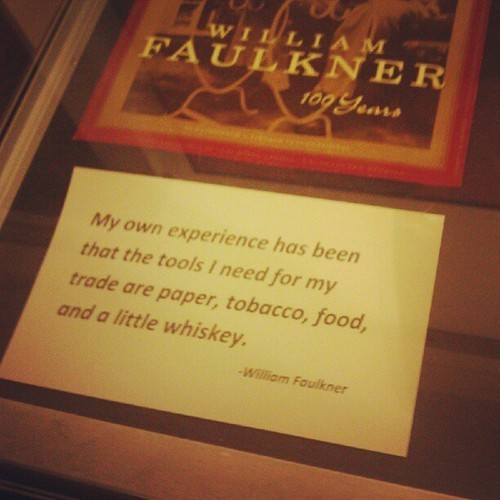 WILLIAM
FAULKNER
100 Years
My own experience has been
that the tools I need for my
trade are paper, tobacco, food,
and a little whiskey.
-William Faulkner